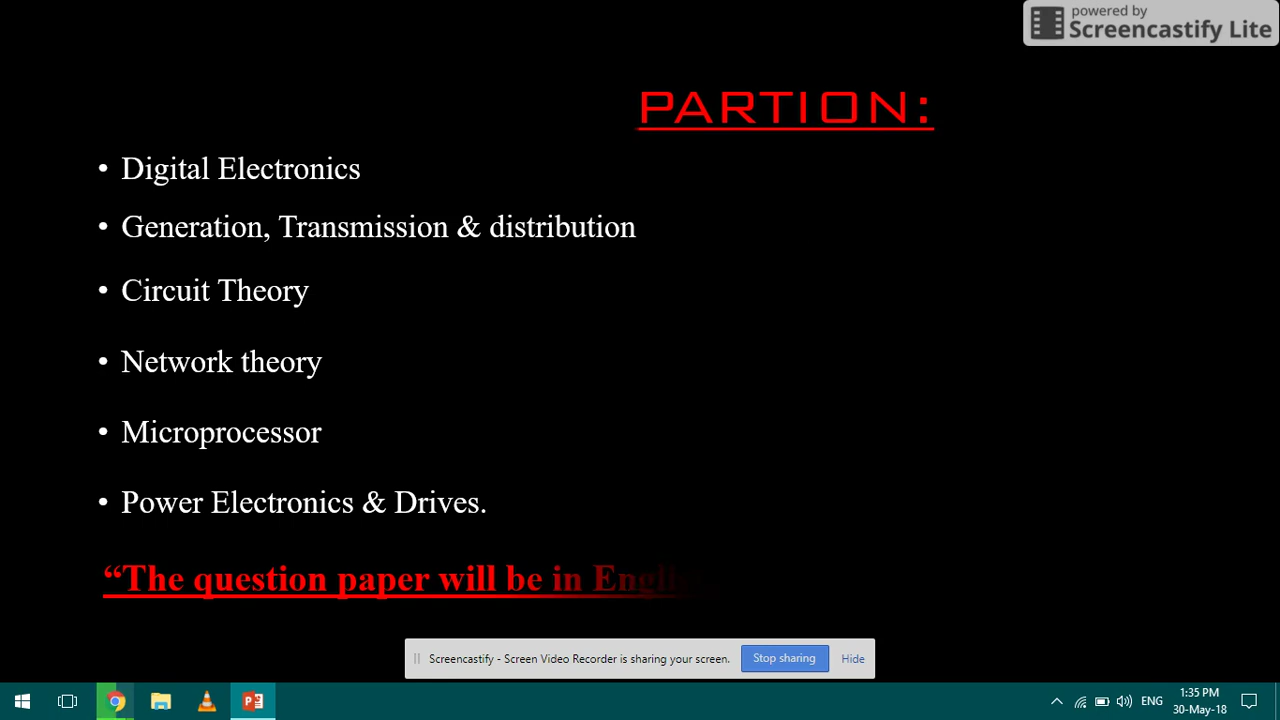 powered by
Screencastify Lite
PARTION:
• Digital Electronics
• Generation, Transmission & distribution
• Circuit Theory
• Network theory
• Microprocessor
• Power Electronics & Drives.
“The question paper will be in Engli
Screencastify - Screen Video Recorder is sharing your screen. Stop sharing Hide
ENG
1:35 PM
30-May-18